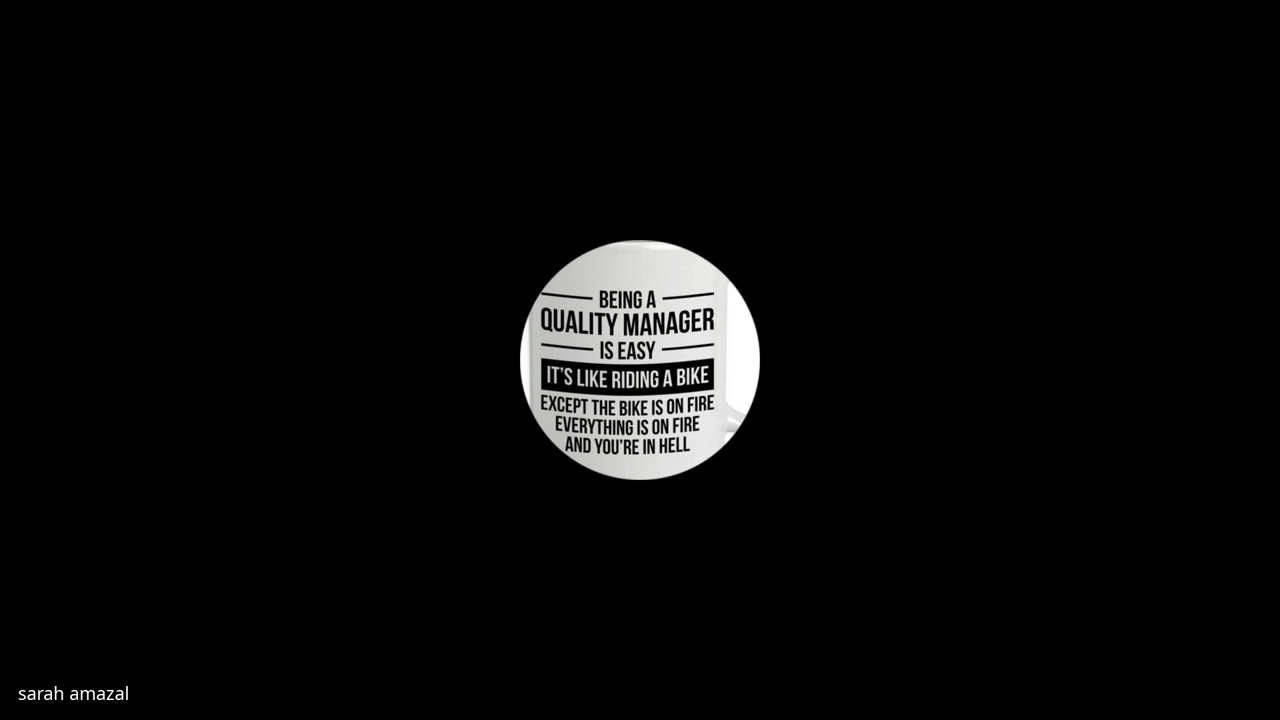 BEING A
QUALITY MANAGER
IS EASY
IT'S LIKE RIDING A BIKE
EXCEPT THE BIKE IS ON FIRE
EVERYTHING IS ON FIRE
AND YOU'RE IN HELL
sarah amazal